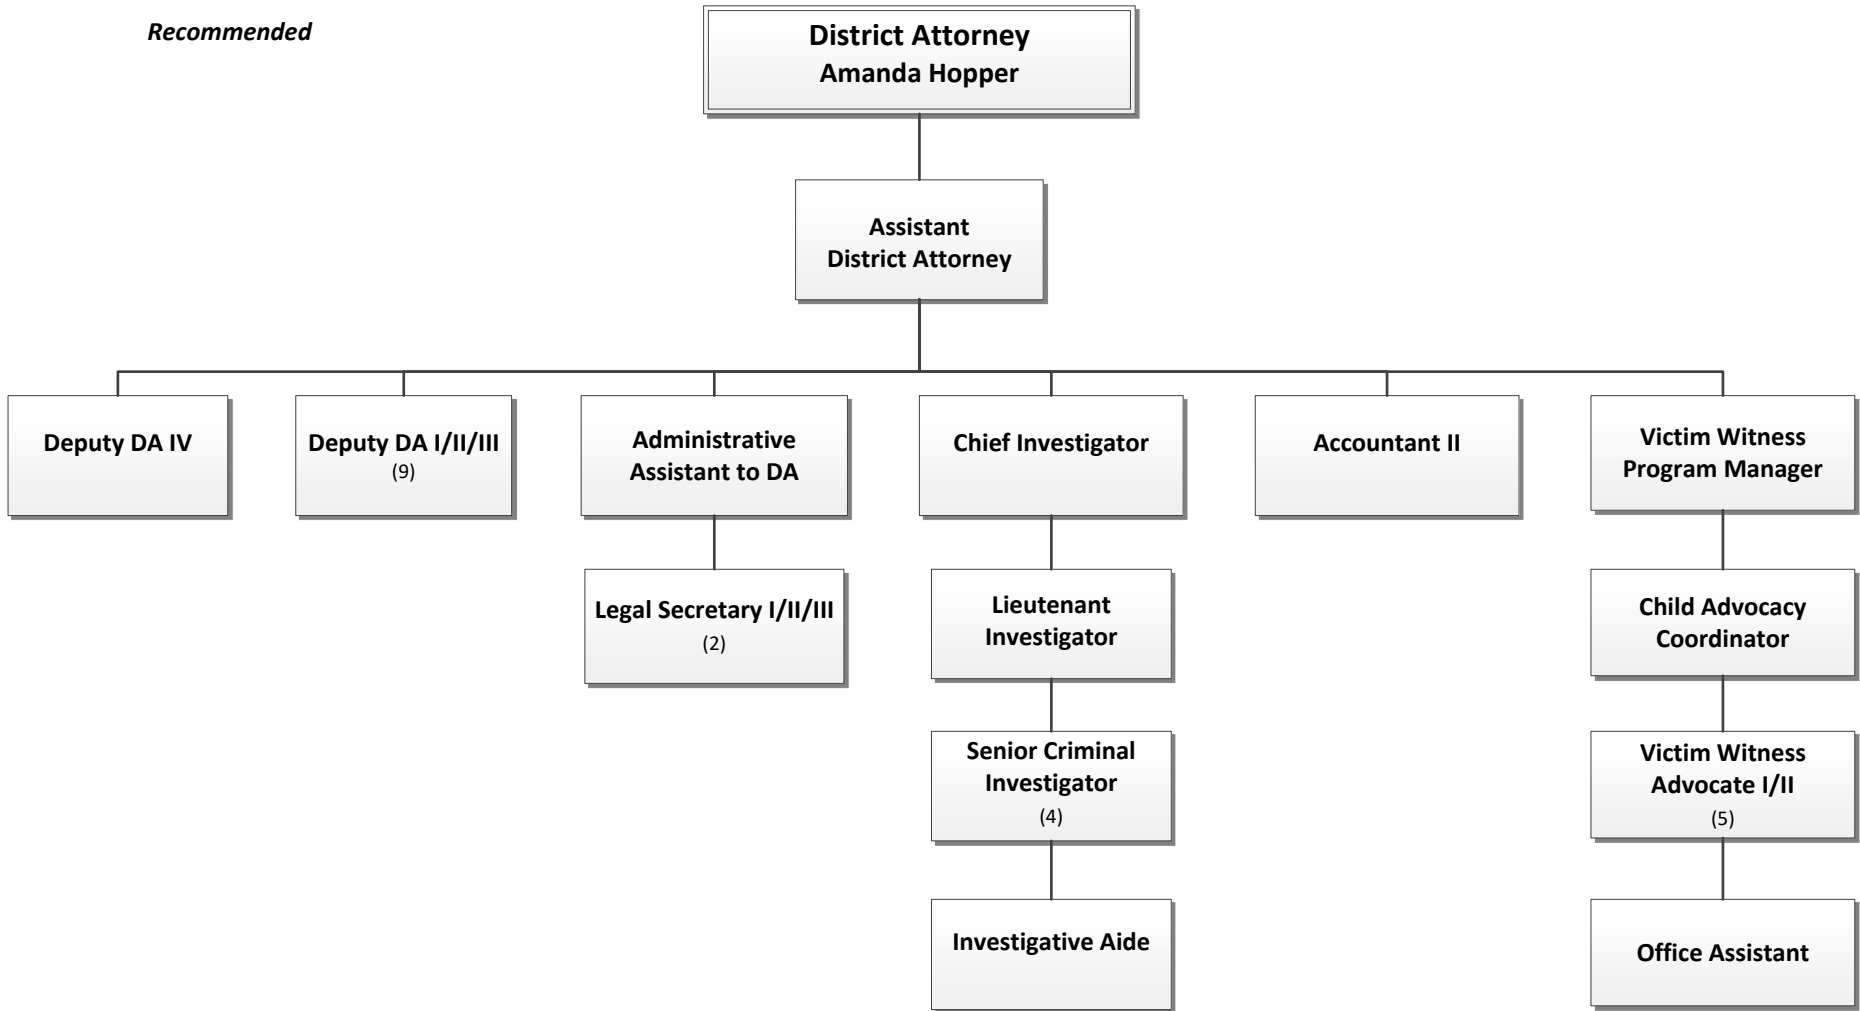 Recommended
District Attorney
Amanda Hopper
Assistant
District Attorney
Deputy DA IV
Deputy DA I/II/III
(9)
Administrative
Assistant to DA
Chief Investigator
Accountant II
Victim Witness
Program Manager
Legal Secretary I/II/III
(2)
Lieutenant
Investigator
Child Advocacy
Coordinator
Senior Criminal
Investigator
(4)
Victim Witness
Advocate I/II
(5)
Investigative Aide
Office Assistant